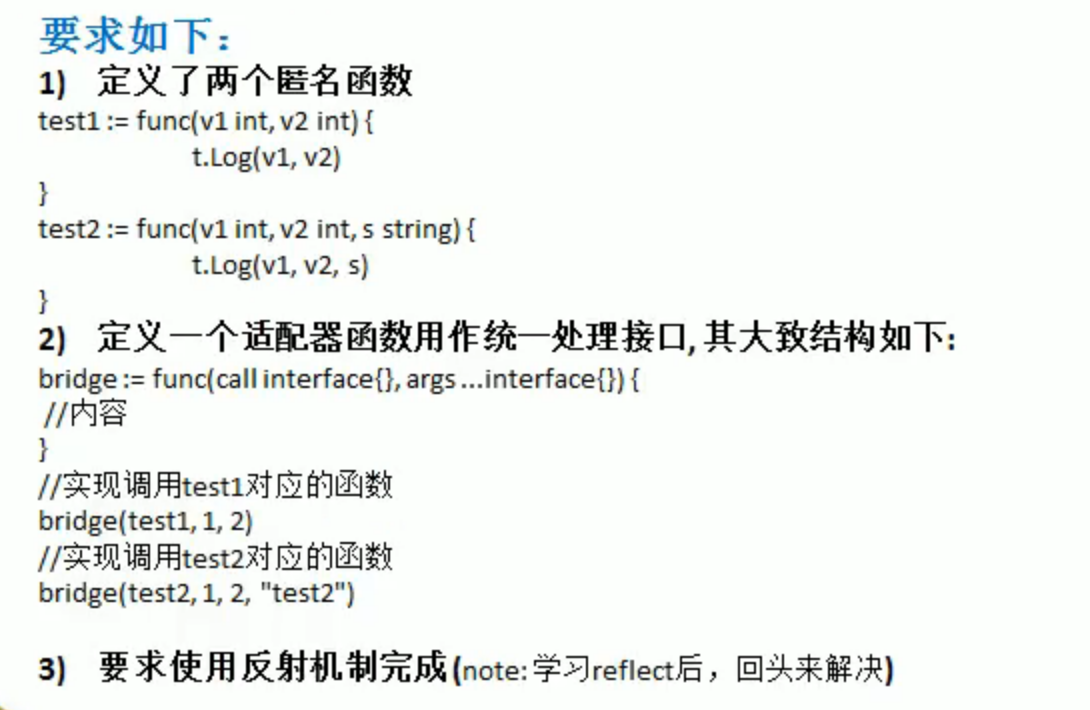 要求如下：
1) 定义了两个匿名函数
test1 := func(v1 int, v2 int) {
t.Log(v1, v2)
}
test2 := func(v1 int, v2 int, s string) {
t.Log(v1, v2, s)
}
2) 定义一个适配器函数用作统一处理接口, 其大致结构如下:
bridge := func(call interface{}, args ...interface{}) {
//内容
}
//实现调用test1对应的函数
bridge(test1, 1, 2)
//实现调用test2对应的函数
bridge(test2, 1, 2, "test2")
3) 要求使用反射机制完成(note: 学习reflect后，回头来解决)